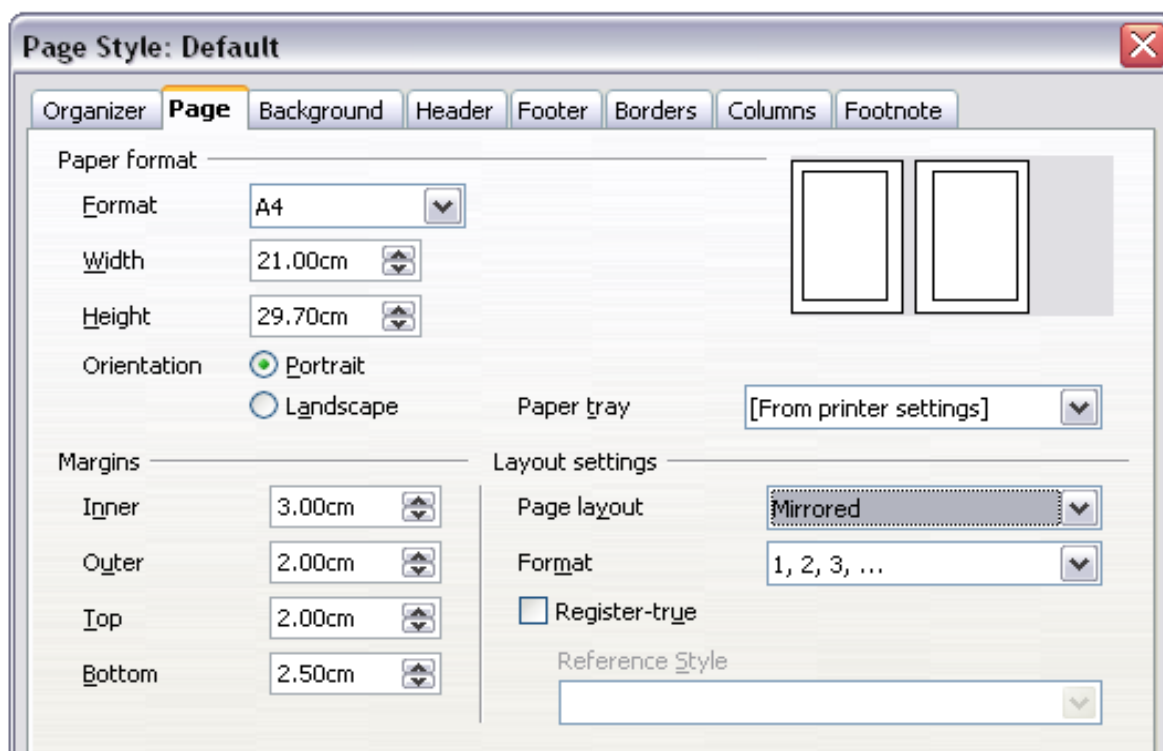 Page Style: Default
Organizer Page Background Header Footer Borders Columns Footnote
Paper format
Format A4
Width 21.00cm
Height 29.70cm
Orientation Portrait
Landscape Paper tray [From printer settings]
Margins Layout settings
Inner 3.00cm Page layout Mirrored
Outer 2.00cm Format 1, 2, 3, ...
Top 2.00cm Register-true
Reference Style
Bottom 2.50cm